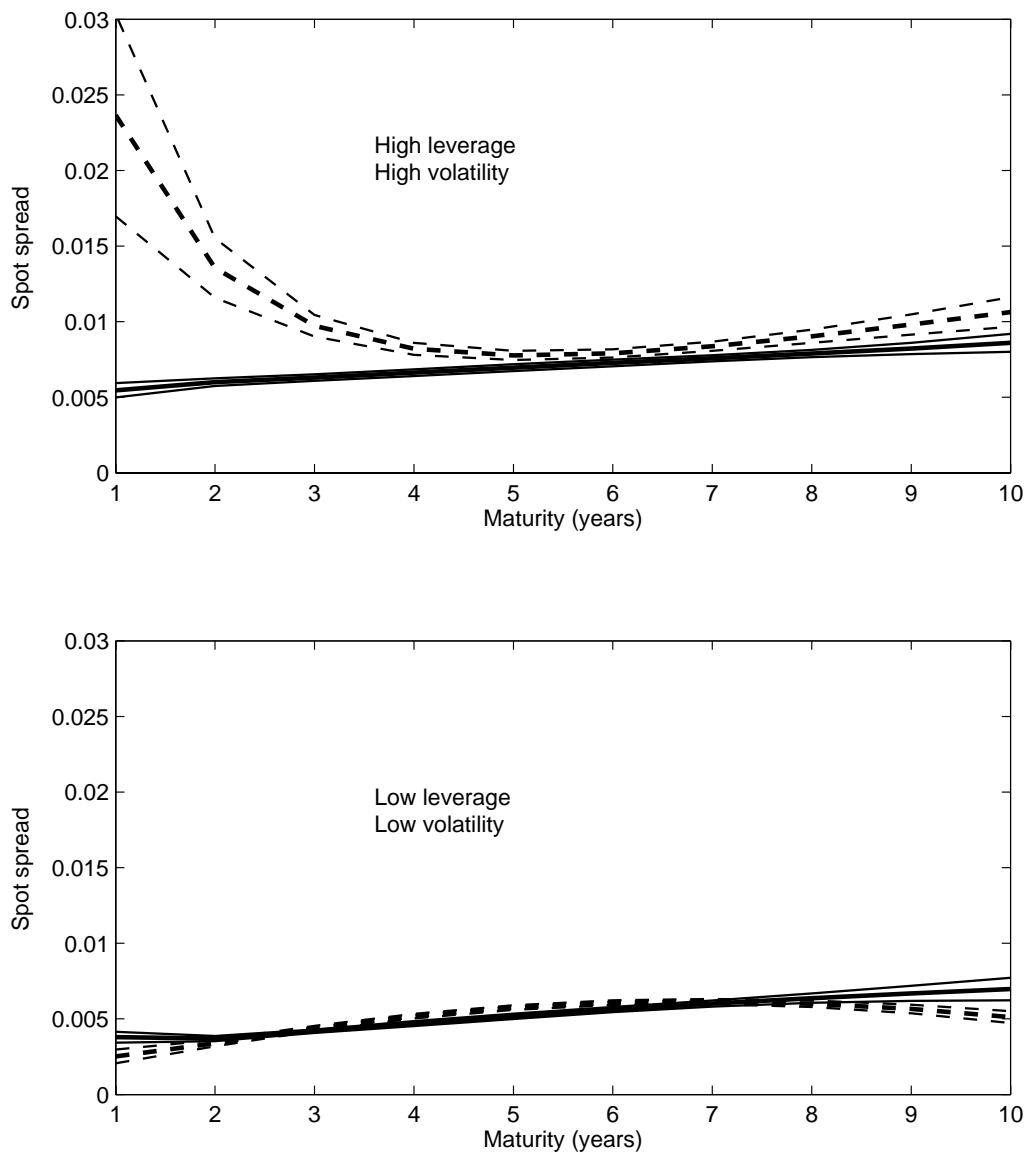 0.03
0.025
0.02
0.015
0.01
0.005
0
Spot spread
High leverage
High volatility
1 2 3 4 5 6 7 8 9 10
Maturity (years)
0.03
0.025
0.02
0.015
0.01
0.005
0
Spot spread
Low leverage
Low volatility
1 2 3 4 5 6 7 8 9 10
Maturity (years)